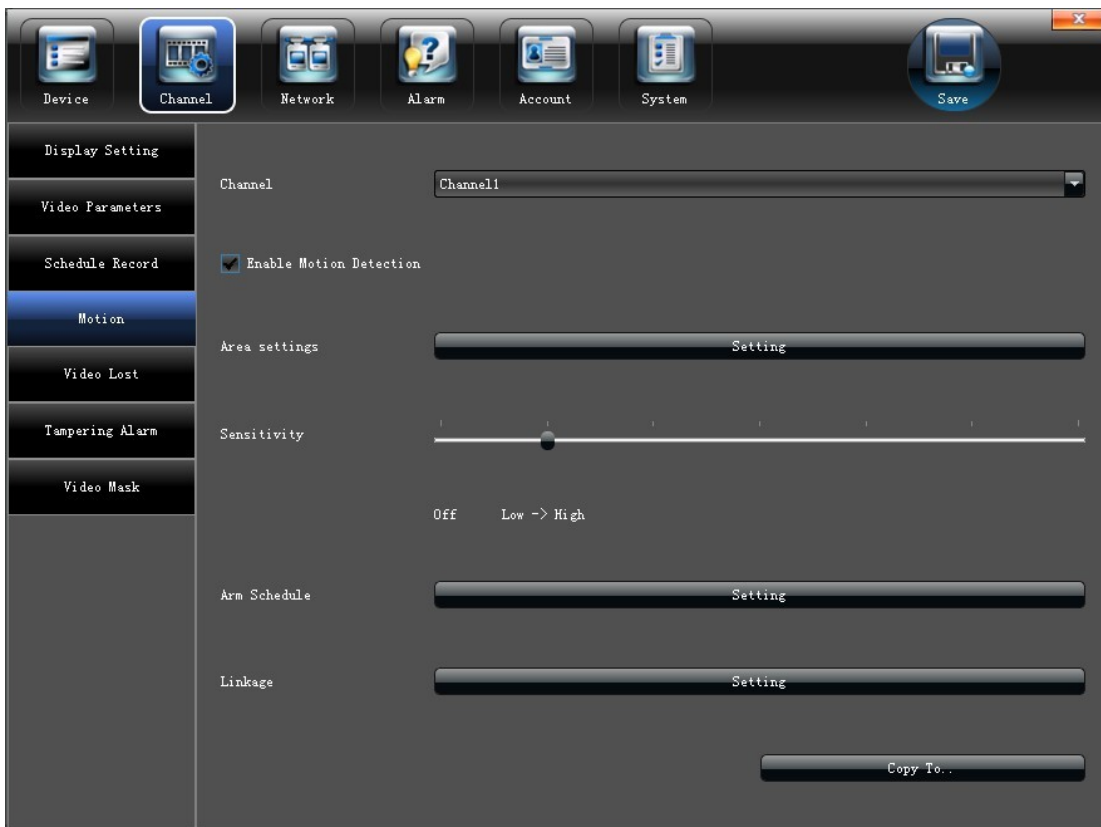 Device Channel Network Alarm Account System Save
Display Setting
Video Parameters
Schedule Record
Motion
Video Lost
Tampering Alarm
Video Mask
Channel Channel1
Enable Motion Detection
Area settings Setting
Sensitivity
Off Low -> High
Arm Schedule Setting
Linkage Setting
Copy To..